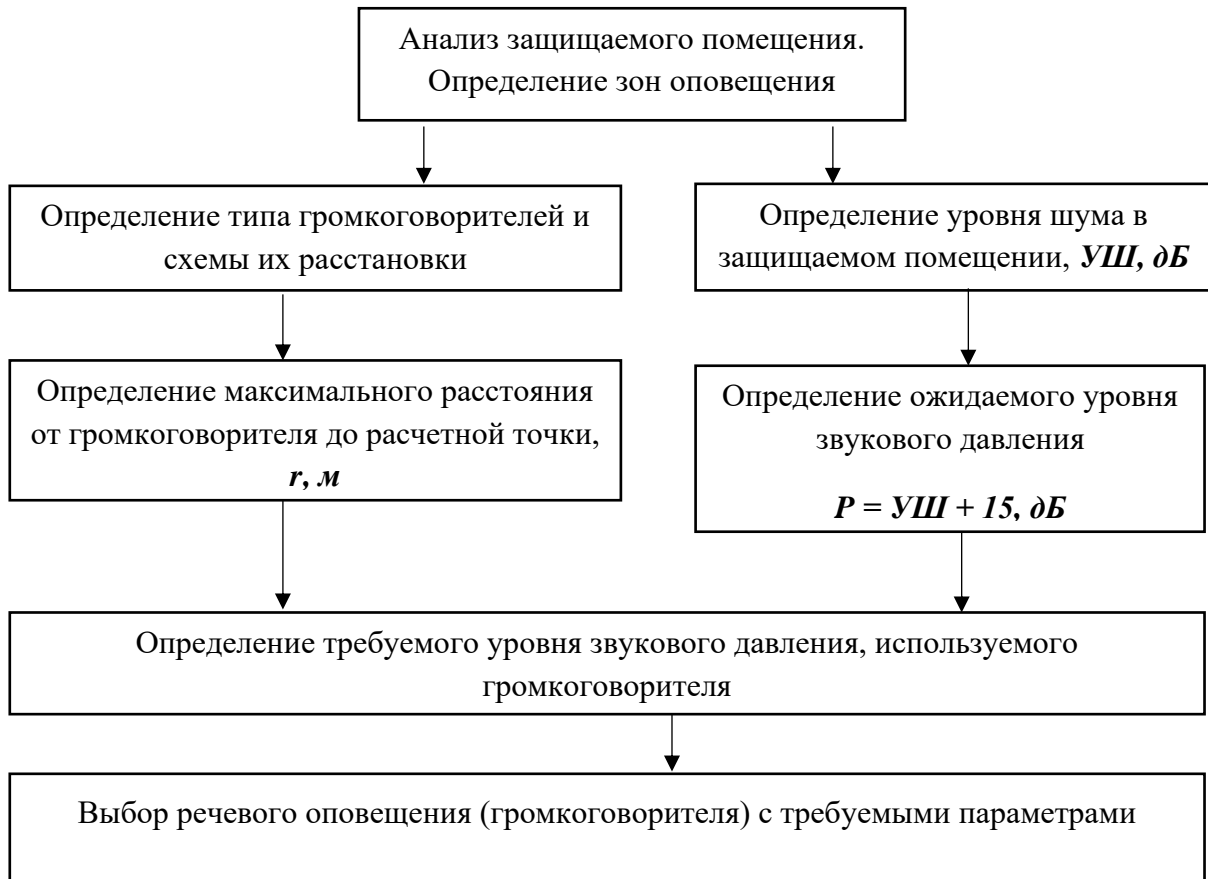 Анализ защищаемого помещения.
Определение зон оповещения
Определение типа громкоговорителей и
схемы их расстановки
Определение уровня шума в
защищаемом помещении, УШ, дБ
Определение максимального расстояния
от громкоговорителя до расчетной точки,
r, м
Определение ожидаемого уровня
звукового давления
P = УШ + 15, дБ
Определение требуемого уровня звукового давления, используемого
громкоговорителя
Выбор речевого оповещения (громкоговорителя) с требуемыми параметрами